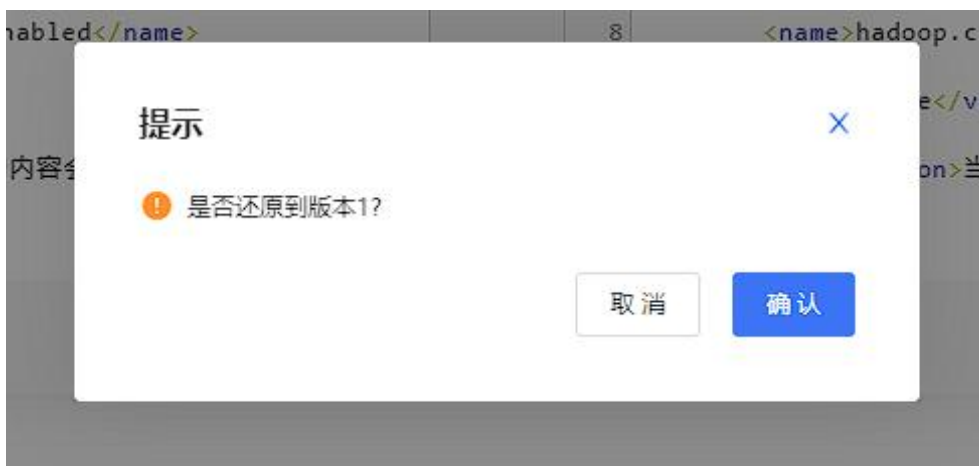 nabled</name>
8
<name>hadoop.c
提示
e</v
内容
on>当
是否还原到版本1?
取消
确认